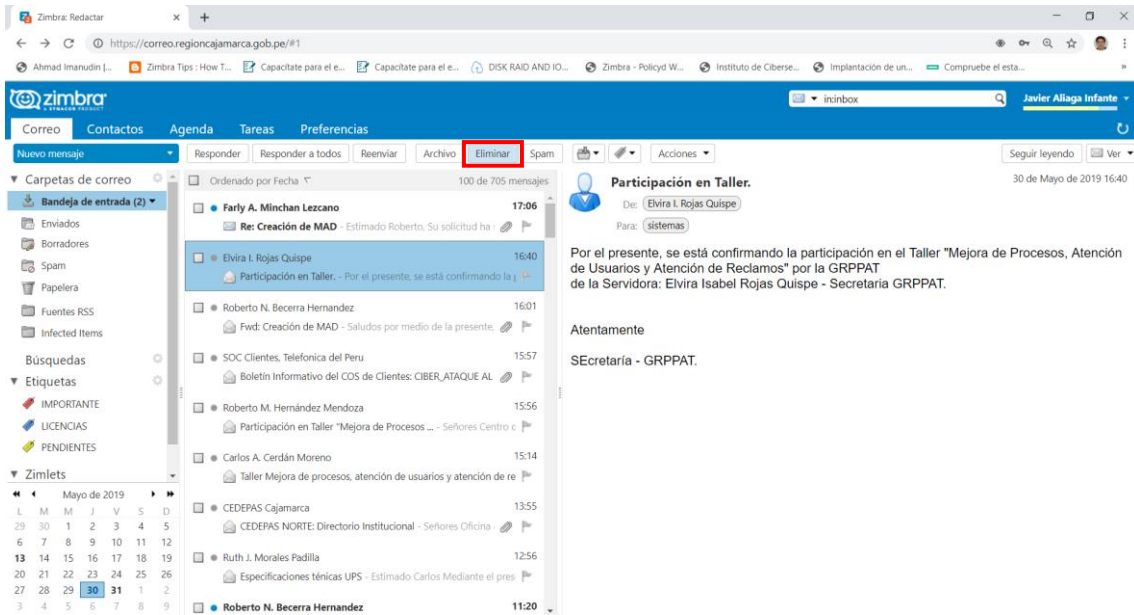 Zimbra: Redactar
https://correo.regioncajamarca.gob.pe/#1
Ahmad Imanudin |... Zimbra Tips : How T... Capacítate para el e... Capacítate para el e... DISK RAID AND IO... Zimbra - Policyd W... Instituto de Ciberse... Implantación de un... Compruebe el esta...
zimbra
A SYNACOR PRODUCT
in:inbox
Javier Aliaga Infante
Correo Contactos Agenda Tareas Preferencias
Nuevo mensaje
Responder Responder a todos Reenviar Archivo Eliminar Spam Acciones Seguir leyendo Ver
Carpetas de correo
Bandeja de entrada (2)
Enviados
Borradores
Spam
Papelera
Fuentes RSS
Infected Items
Búsquedas
Etiquetas
IMPORTANTE
LICENCIAS
PENDIENTES
Zimlets
Mayo de 2019
L M M J V S D
29 30 1 2 3 4 5
6 7 8 9 10 11 12
13 14 15 16 17 18 19
20 21 22 23 24 25 26
27 28 29 30 31 1 2
3 4 5 6 7 8 9
Ordenado por Fecha 100 de 705 mensajes
Farly A. Minchan Lezcano 17:06
Re: Creación de MAD - Estimado Roberto, Su solicitud ha
Elvira I. Rojas Quispe 16:40
Participación en Taller. - Por el presente, se está confirmando la
Roberto N. Becerra Hernandez 16:01
Fwd: Creación de MAD - Saludos por medio de la presente,
SOC Clientes, Telefonica del Peru 15:57
Boletín Informativo del COS de Clientes: CIBER_ATAQUE AL
Roberto M. Hernández Mendoza 15:56
Participación en Taller "Mejora de Procesos ... - Señores Centro c
Carlos A. Cerdán Moreno 15:14
Taller Mejora de procesos, atención de usuarios y atención de re
CEDEPAS Cajamarca 13:55
CEDEPAS NORTE: Directorio Institucional - Señores Oficina
Ruth J. Morales Padilla 12:56
Especificaciones ténicas UPS - Estimado Carlos Mediante el pres
Roberto N. Becerra Hernandez 11:20
Participación en Taller. 30 de Mayo de 2019 16:40
De: Elvira I. Rojas Quispe
Para: sistemas
Por el presente, se está confirmando la participación en el Taller "Mejora de Procesos, Atención
de Usuarios y Atención de Reclamos" por la GRPPAT
de la Servidora: Elvira Isabel Rojas Quispe - Secretaria GRPPAT.
Atentamente
SEcretaría - GRPPAT.